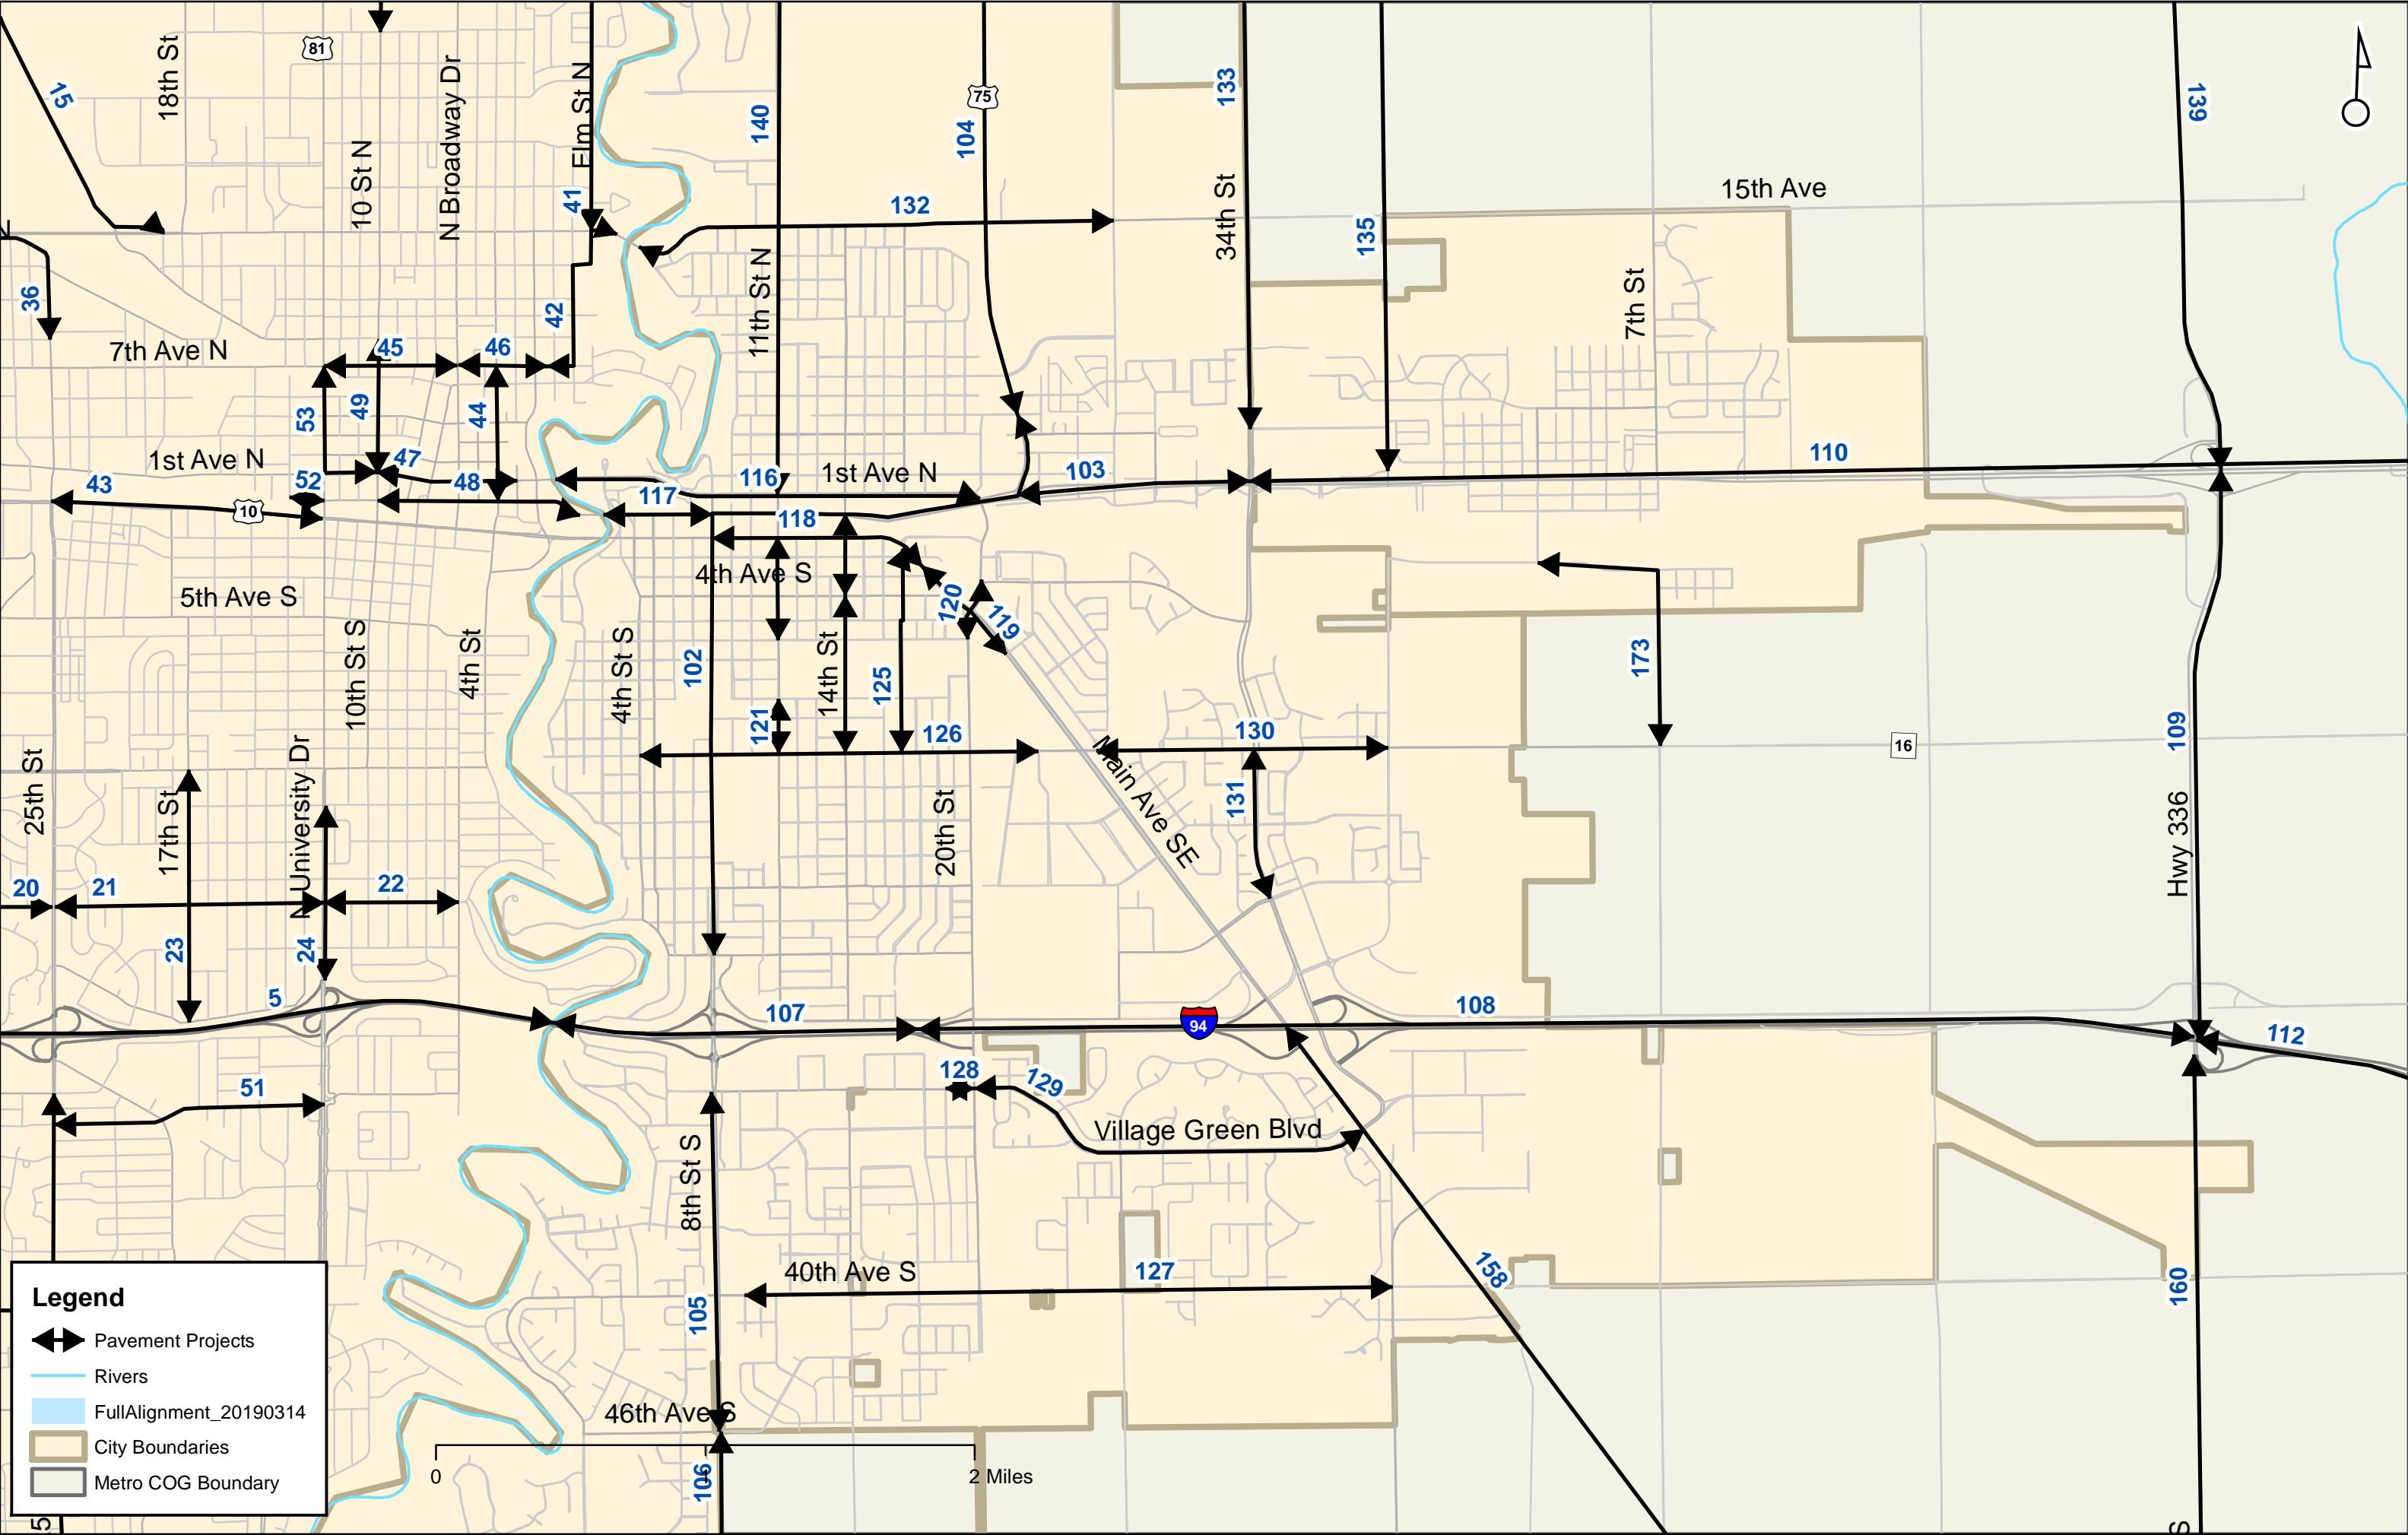 81
18th St
15
10 St N
N Broadway Dr
Elm St N
41
140
75
104
133
34th St
135
139
132
15th Ave
36
42
11th St N
7th St
7th Ave N
45
46
53
49
44
1st Ave N
47
52
43
10
48
116
1st Ave N
103
110
117
118
4th Ave S
5th Ave S
10th St S
4th St
4th St S
102
14th St
125
120
119
121
126
130
131
173
16
109
Hwy 336
Main Ave SE
25th St
17th St
N University Dr
20th St
20
21
22
23
24
5
107
94
108
112
51
128
129
Village Green Blvd
8th St S
40th Ave S
127
158
160
105
46th Ave S
106
0
1
2 Miles
Legend
Pavement Projects
Rivers
FullAlignment_20190314
City Boundaries
Metro COG Boundary
5
S